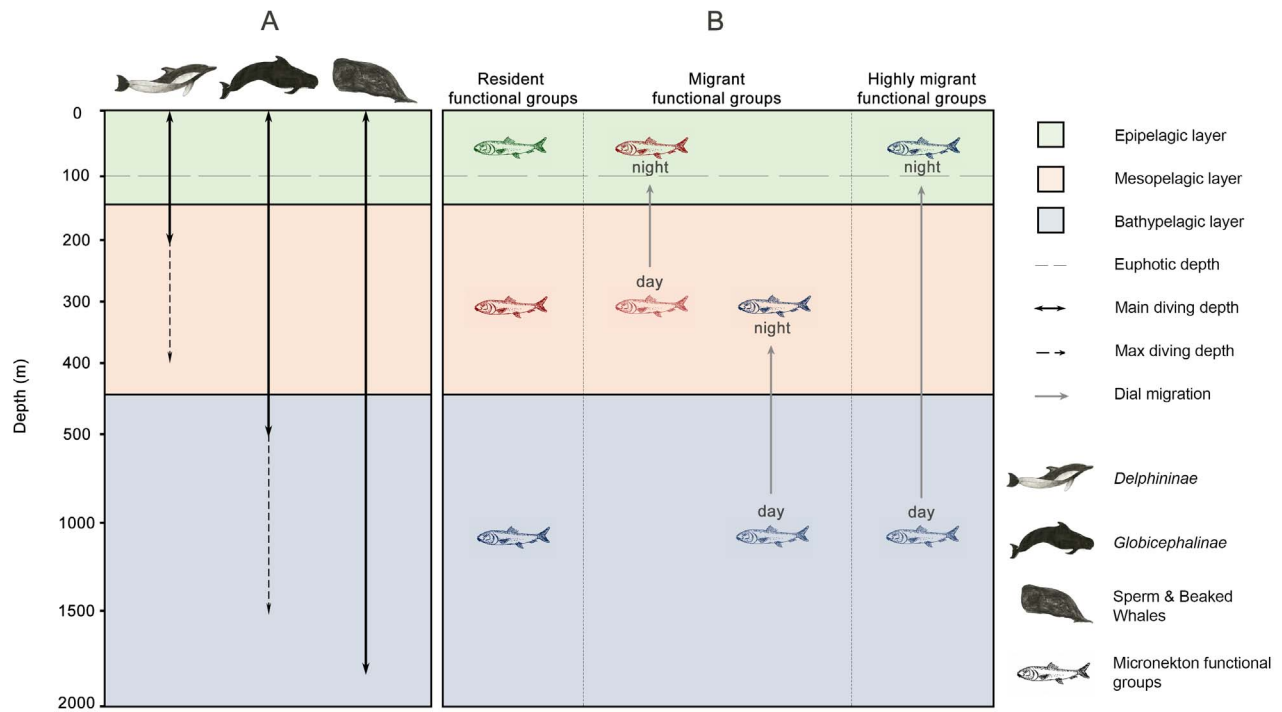 A
B
Resident
functional groups
Migrant
functional groups
Highly migrant
functional groups
Depth (m)
0
100
200
300
400
500
1000
1500
2000
night
night
day
night
day
day
Epipelagic layer
Mesopelagic layer
Bathypelagic layer
Euphotic depth
Main diving depth
Max diving depth
Dial migration
Delphininae
Globicephalinae
Sperm & Beaked
Whales
Micronekton functional
groups